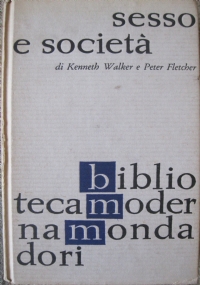 sesso
e società
di Kenneth Walker e Peter Fletcher
biblio
tecamoder
namonda
dori